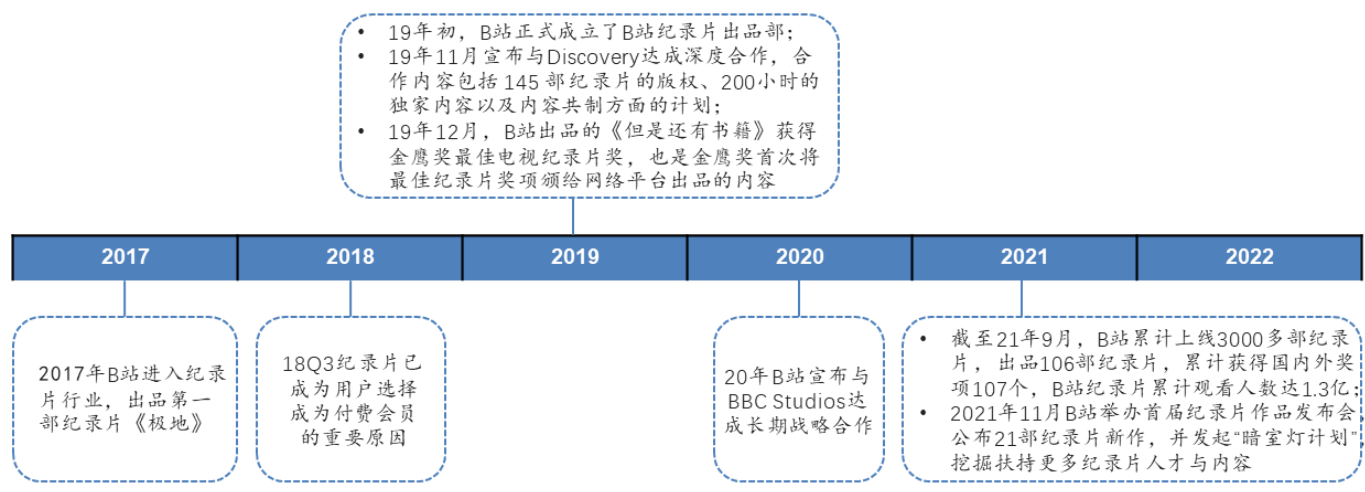 • 19年初，B站正式成立了B站纪录片出品部；
• 19年11月宣布与Discovery达成深度合作，合
作内容包括 145 部纪录片的版权、200小时的
独家内容以及内容共制方面的计划；
• 19年12月，B站出品的《但是还有书籍》获得
金鹰奖最佳电视纪录片奖，也是金鹰奖首次将
最佳纪录片奖项颁给网络平台出品的内容
2017 2018 2019 2020 2021 2022
2017年B站进入纪录
片行业，出品第一
部纪录片《极地》
18Q3纪录片已
成为用户选择
成为付费会员
的重要原因
20年B站宣布与
BBC Studios达
成长期战略合作
• 截至21年9月，B站累计上线3000多部纪录
片，出品106部纪录片，累计获得国内外奖
项107个，B站纪录片累计观看人数达1.3亿；
• 2021年11月B站举办首届纪录片作品发布会，
公布21部纪录片新作，并发起“暗室灯计划”，
挖掘扶持更多纪录片人才与内容